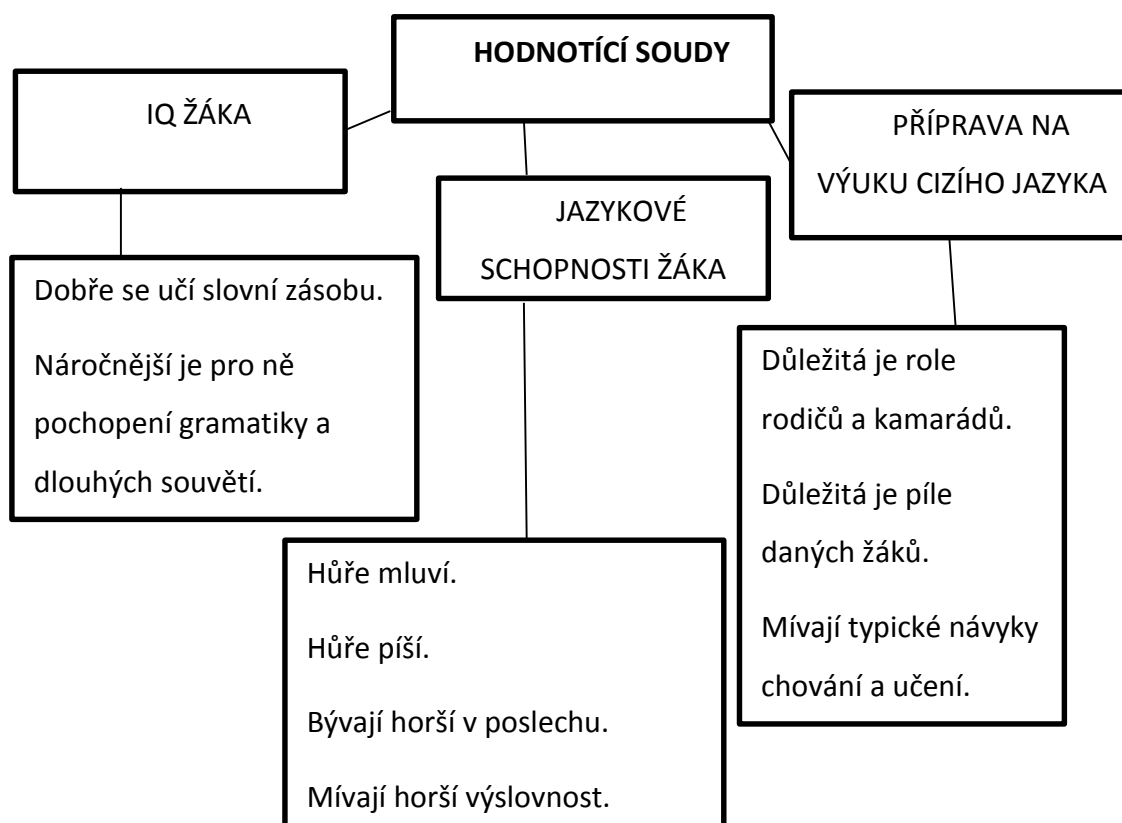 HODNOTÍCÍ SOUDY
IQ ŽÁKA
Dobře se učí slovní zásobu.
Náročnější je pro ně
pochopení gramatiky a
dlouhých souvětí.
JAZYKOVÉ
SCHOPNOSTI ŽÁKA
Hůře mluví.
Hůře píší.
Bývají horší v poslechu.
Mívají horší výslovnost.
PŘÍPRAVA NA
VÝUKU CIZÍHO JAZYKA
Důležitá je role
rodičů a kamarádů.
Důležitá je píle
daných žáků.
Mívají typické návyky
chování a učení.